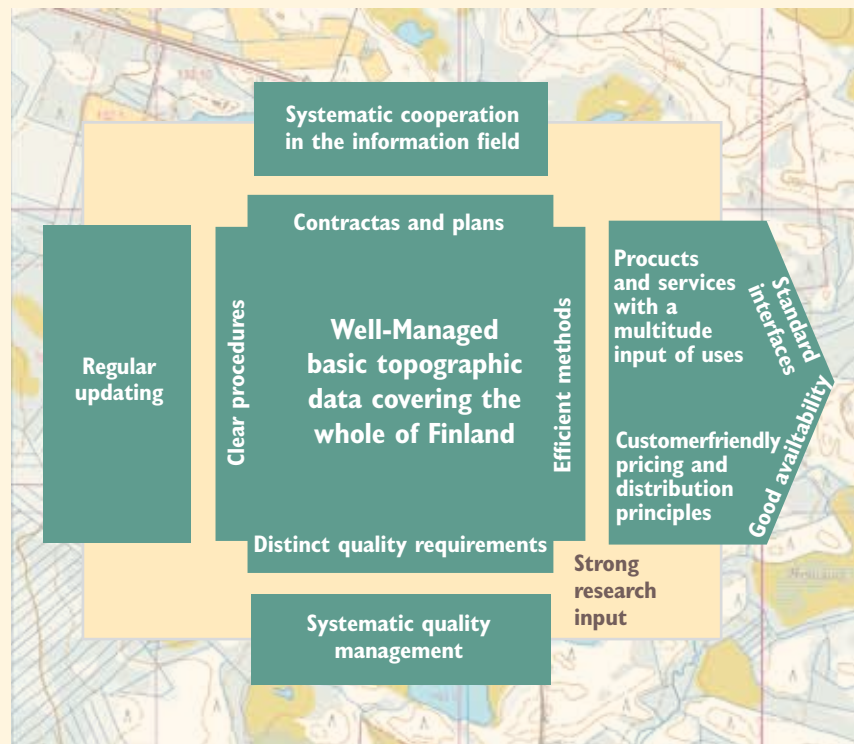 Systematic cooperation
in the information field
Contractas and plans
Regular
updating
Clear procedures
Well-Managed
basic topographic
data covering the
whole of Finland
Efficient methods
Distinct quality requirements
Procucts
and services
with a
multitude
input of uses
Standard
interfaces
Customerfriendly
pricing and
distribution
principles
Good availtability
Strong
research
input
Systematic quality
management